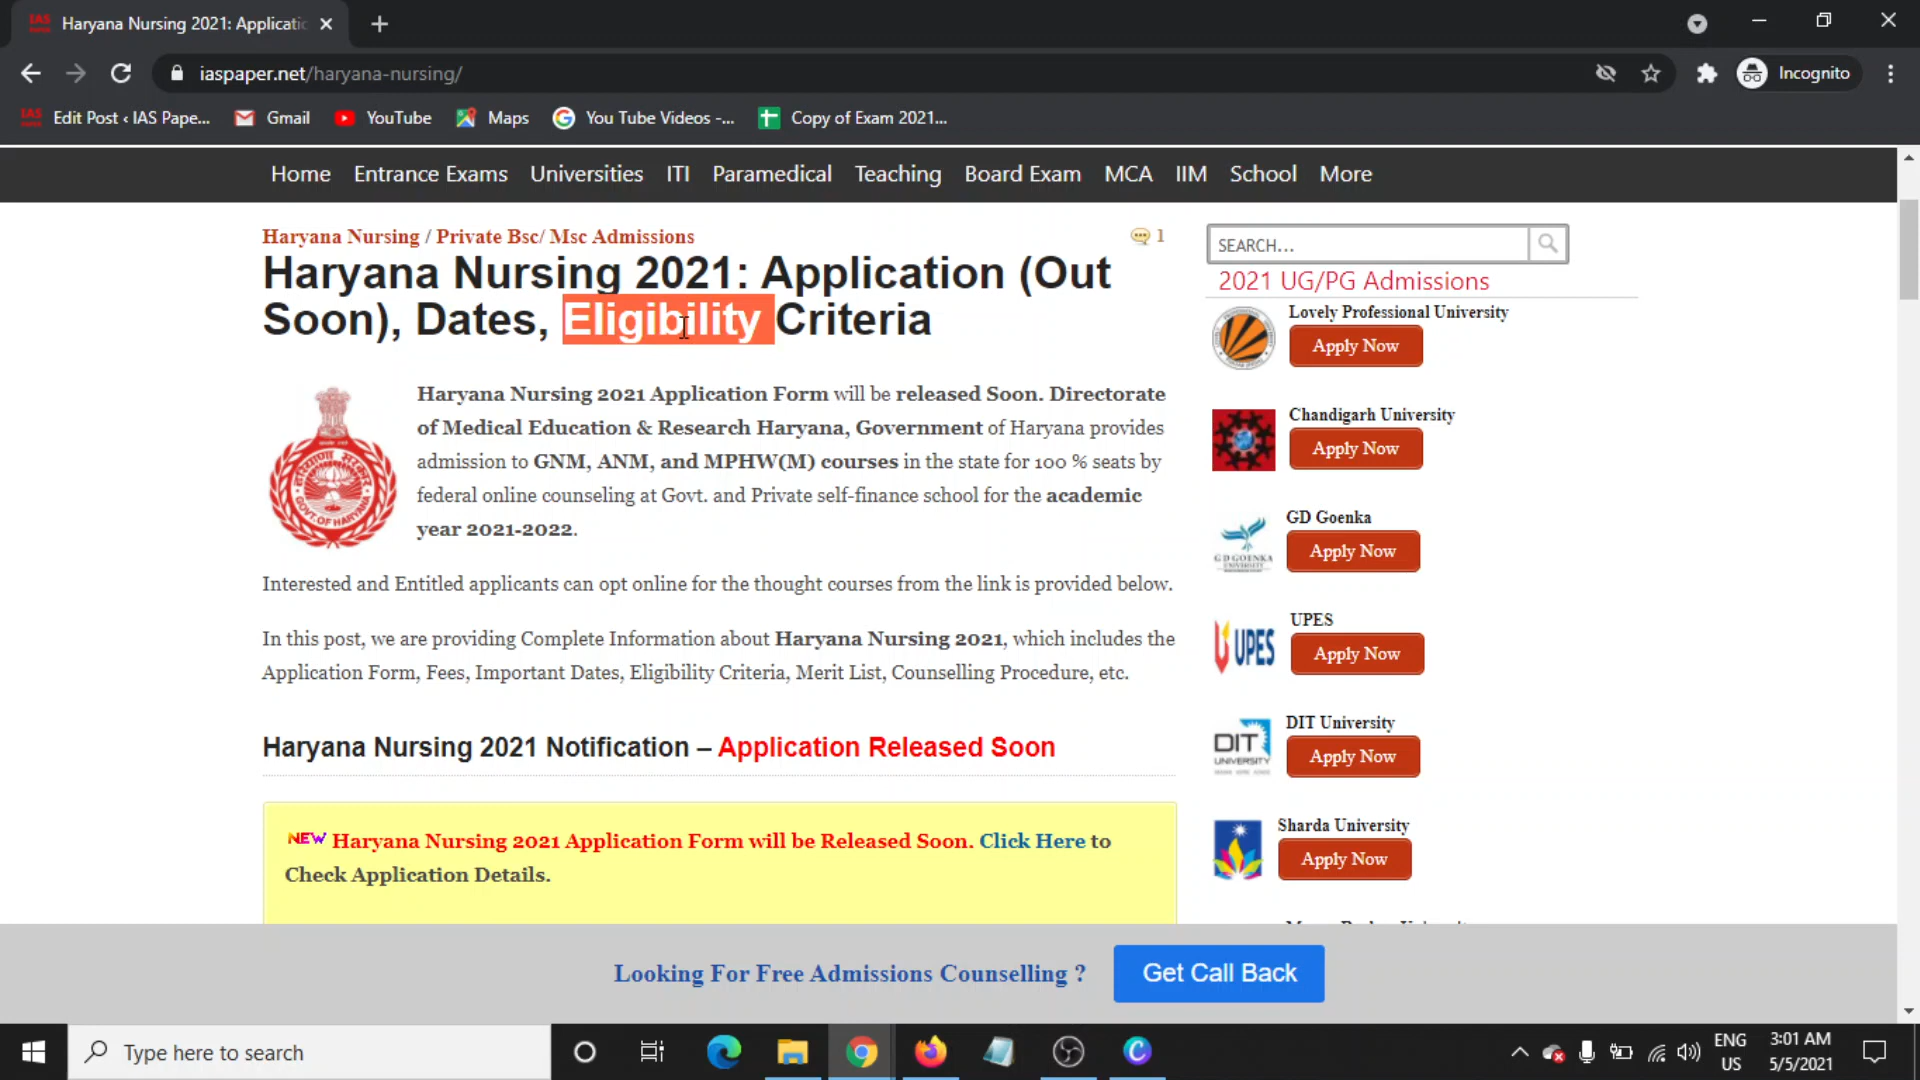 Haryana Nursing 2021: Applicatio
iaspaper.net/haryana-nursing/
Incognito
Edit Post ‹ IAS Pape...
Gmail
YouTube
Maps
You Tube Videos -...
Copy of Exam 2021...
Home Entrance Exams Universities ITI Paramedical Teaching Board Exam MCA IIM School More
Haryana Nursing / Private Bsc/ Msc Admissions
1
Haryana Nursing 2021: Application (Out
Soon), Dates, Eligibility Criteria
GOVT. OF HARYANA
Haryana Nursing 2021 Application Form will be released Soon. Directorate
of Medical Education & Research Haryana, Government of Haryana provides
admission to GNM, ANM, and MPHW(M) courses in the state for 100 % seats by
federal online counseling at Govt. and Private self-finance school for the academic
year 2021-2022.
Interested and Entitled applicants can opt online for the thought courses from the link is provided below.
In this post, we are providing Complete Information about Haryana Nursing 2021, which includes the
Application Form, Fees, Important Dates, Eligibility Criteria, Merit List, Counselling Procedure, etc.
Haryana Nursing 2021 Notification – Application Released Soon
NEW Haryana Nursing 2021 Application Form will be Released Soon. Click Here to
Check Application Details.
SEARCH...
2021 UG/PG Admissions
Lovely Professional University
Apply Now
Chandigarh University
Apply Now
GD Goenka
G D GOENKA
UNIVERSITY
Apply Now
UPES
UPES
Apply Now
DIT University
DIT
UNIVERSITY
Apply Now
Sharda University
Apply Now
Looking For Free Admissions Counselling ?
Get Call Back
Type here to search
ENG
US
3:01 AM
5/5/2021